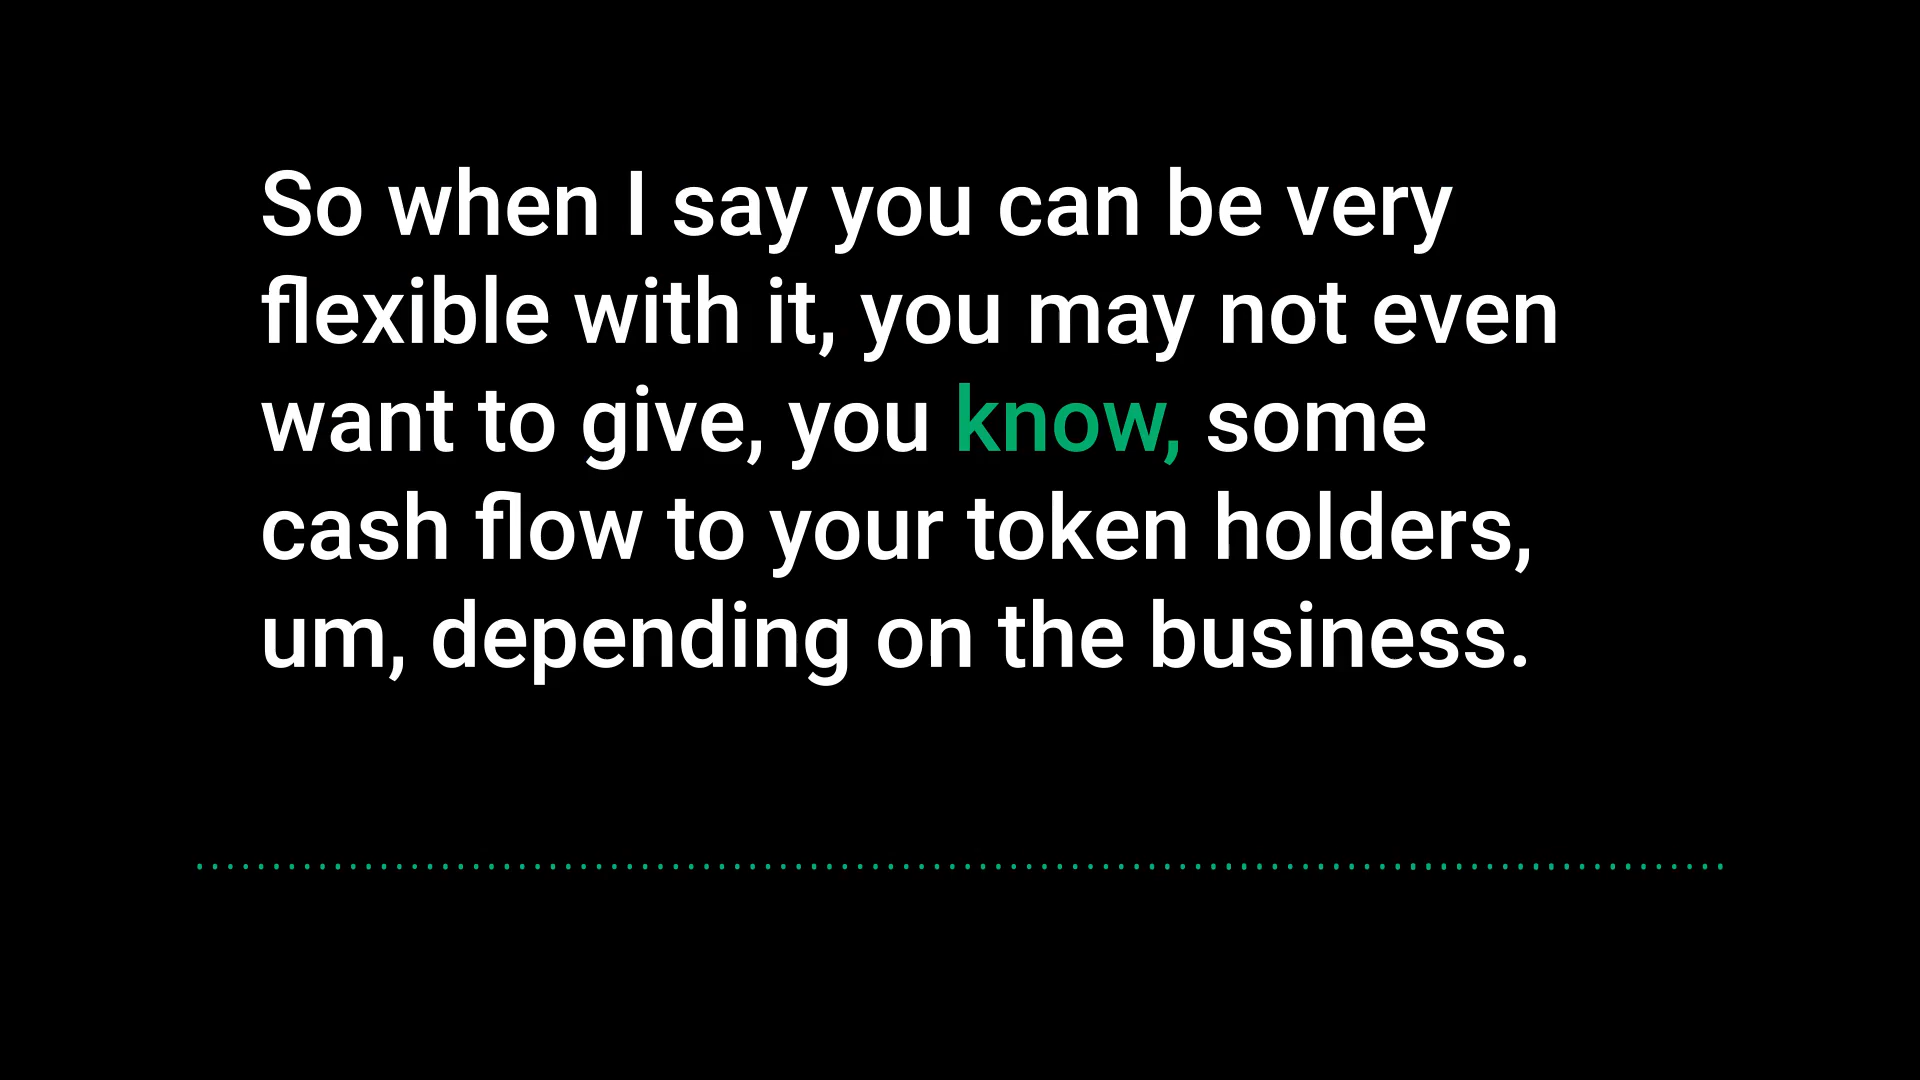 So when I say you can be very
flexible with it, you may not even
want to give, you know, some
cash flow to your token holders,
um, depending on the business.